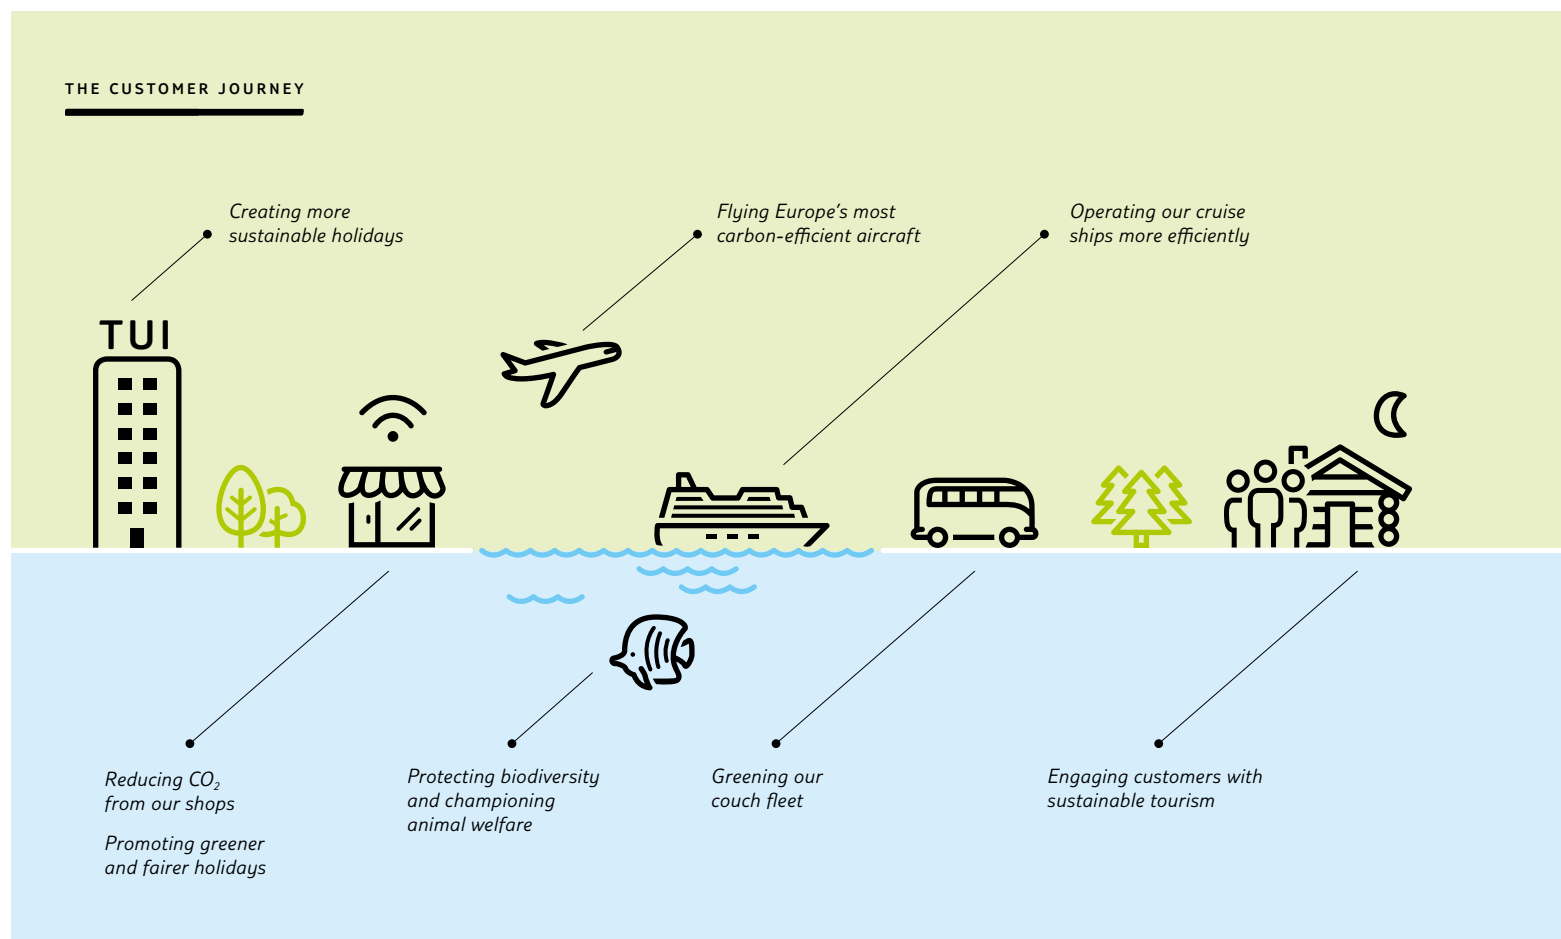 THE CUSTOMER JOURNEY
Creating more
sustainable holidays
Flying Europe's most
carbon-efficient aircraft
Operating our cruise
ships more efficiently
TUI
Reducing CO₂
from our shops
Promoting greener
and fairer holidays
Protecting biodiversity
and championing
animal welfare
Greening our
couch fleet
Engaging customers with
sustainable tourism